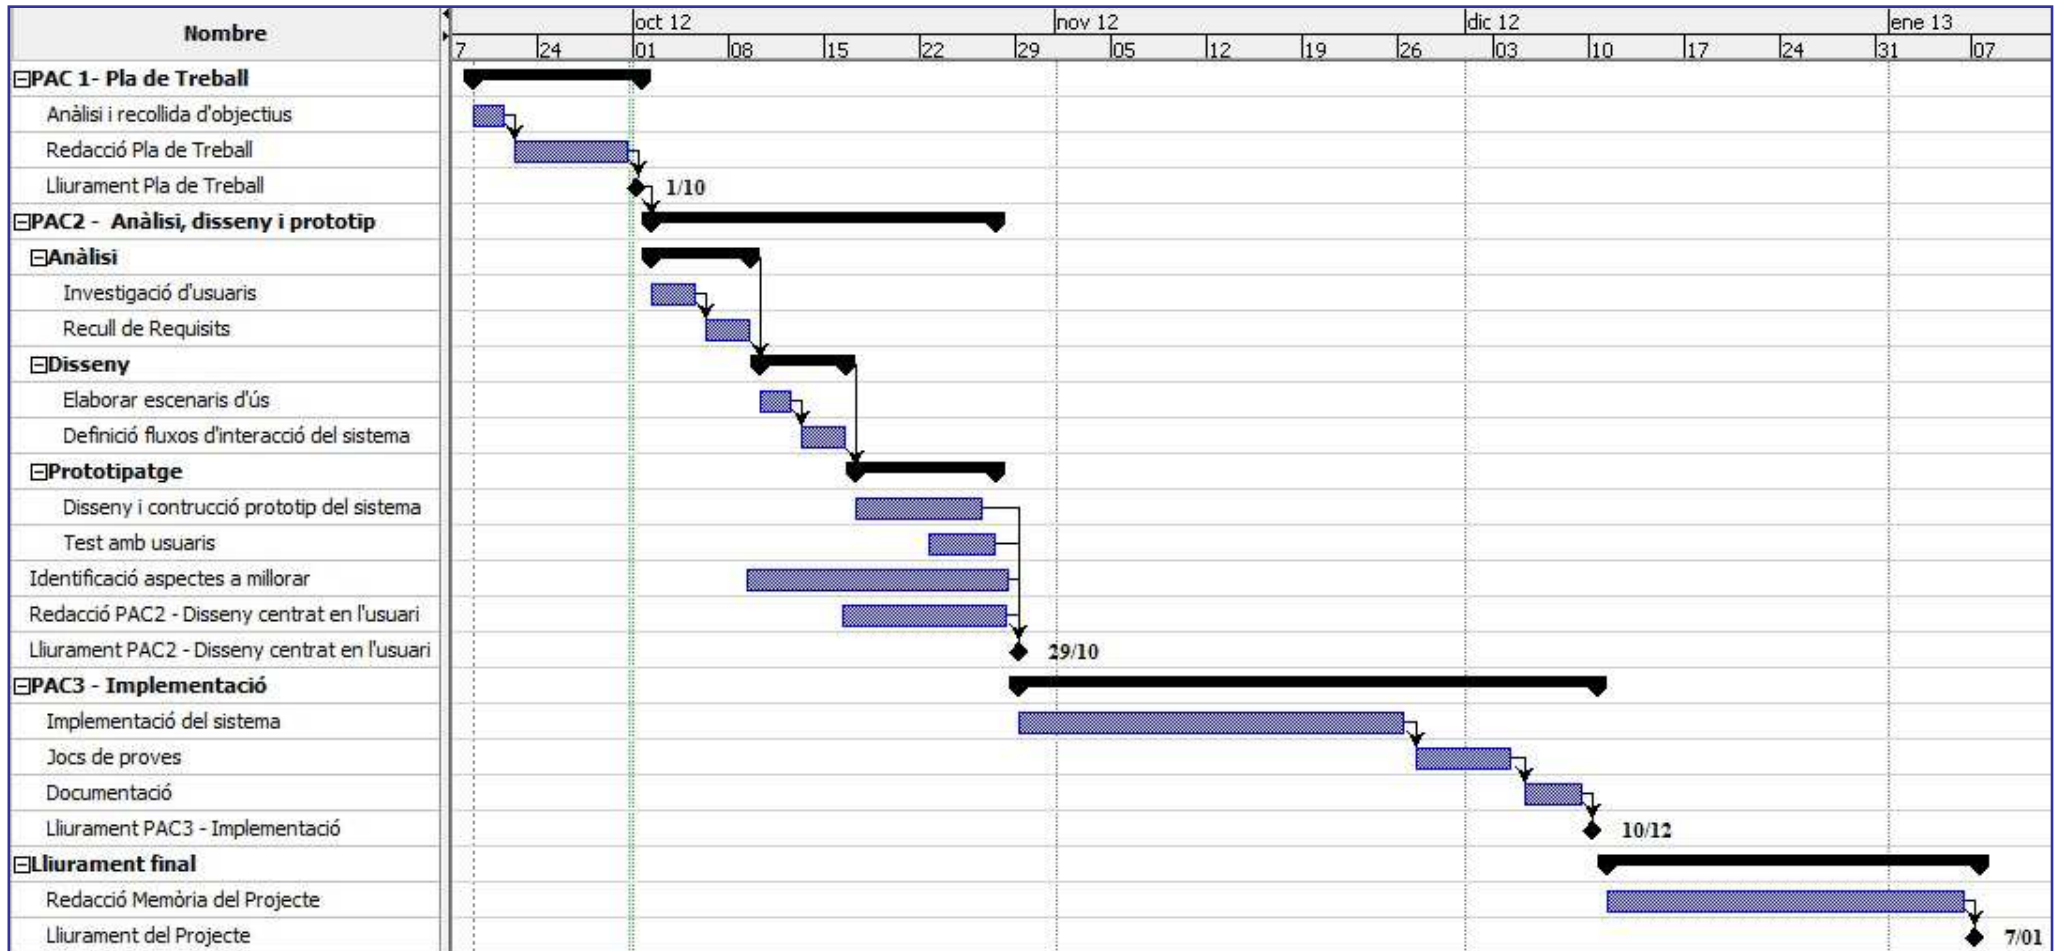 Nombre
oct 12 nov 12 dic 12 ene 13
7 24 01 08 15 22 29 05 12 19 26 03 10 17 24 31 07
PAC 1- Pla de Treball
Anàlisi i recollida d'objectius
Redacció Pla de Treball
Lliurament Pla de Treball 1/10
PAC2 - Anàlisi, disseny i prototip
Anàlisi
Investigació d'usuaris
Recull de Requisits
Disseny
Elaborar escenaris d'ús
Definició fluxos d'interacció del sistema
Prototipatge
Disseny i contrucció prototip del sistema
Test amb usuaris
Identificació aspectes a millorar
Redacció PAC2 - Disseny centrat en l'usuari
Lliurament PAC2 - Disseny centrat en l'usuari 29/10
PAC3 - Implementació
Implementació del sistema
Jocs de proves
Documentació
Lliurament PAC3 - Implementació 10/12
Lliurament final
Redacció Memòria del Projecte
Lliurament del Projecte 7/01